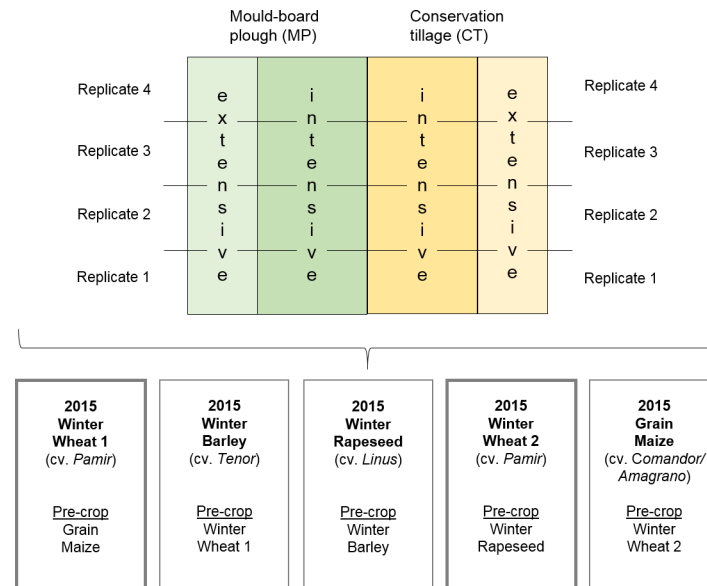 Mould-board
plough (MP)
Conservation
tillage (CT)
Replicate 4
Replicate 3
Replicate 2
Replicate 1
extensive
intensive
intensive
extensive
Replicate 4
Replicate 3
Replicate 2
Replicate 1
2015
Winter
Wheat 1
(cv. Pamir)
Pre-crop
Grain
Maize
2015
Winter
Barley
(cv. Tenor)
Pre-crop
Winter
Wheat 1
2015
Winter
Rapeseed
(cv. Linus)
Pre-crop
Winter
Barley
2015
Winter
Wheat 2
(cv. Pamir)
Pre-crop
Winter
Rapeseed
2015
Grain
Maize
(cv. Comandor/
Amagrano)
Pre-crop
Winter
Wheat 2